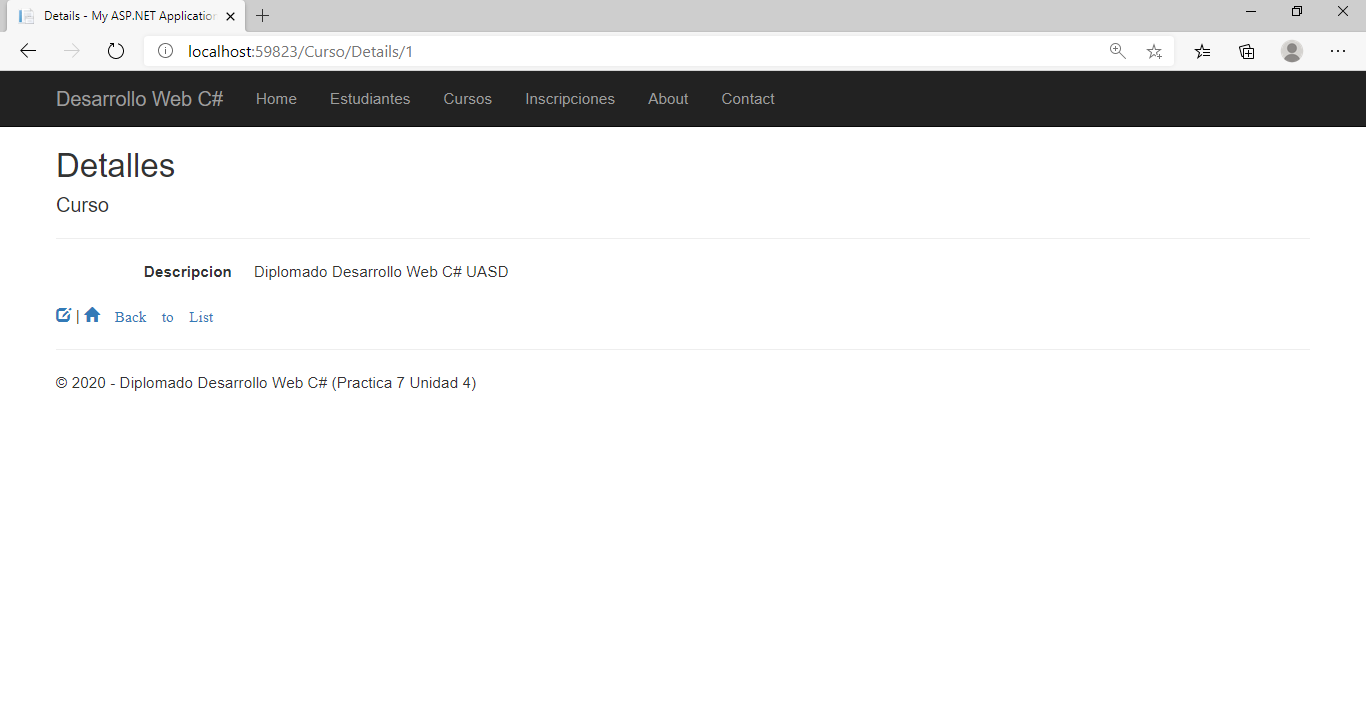 Details - My ASP.NET Application
localhost:59823/Curso/Details/1
Desarrollo Web C# Home Estudiantes Cursos Inscripciones About Contact
Detalles
Curso
Descripcion Diplomado Desarrollo Web C# UASD
| Back to List
© 2020 - Diplomado Desarrollo Web C# (Practica 7 Unidad 4)